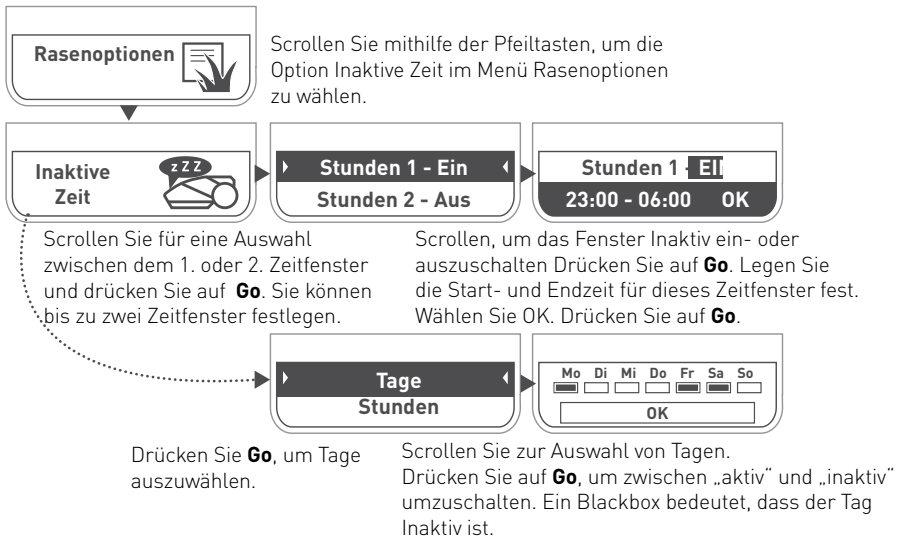 Rasenoptionen
Scrollen Sie mithilfe der Pfeiltasten, um die
Option Inaktive Zeit im Menü Rasenoptionen
zu wählen.
Inaktive
Zeit
zZZ
Stunden 1 - Ein
Stunden 2 - Aus
Stunden 1 -
23:00 - 06:00 OK
Scrollen Sie für eine Auswahl
zwischen dem 1. oder 2. Zeitfenster
und drücken Sie auf Go. Sie können
bis zu zwei Zeitfenster festlegen.
Scrollen, um das Fenster Inaktiv ein- oder
auszuschalten Drücken Sie auf Go. Legen Sie
die Start- und Endzeit für dieses Zeitfenster fest.
Wählen Sie OK. Drücken Sie auf Go.
Tage
Stunden
Mo Di Mi Do Fr Sa So
OK
Drücken Sie Go, um Tage
auszuwählen.
Scrollen Sie zur Auswahl von Tagen.
Drücken Sie auf Go, um zwischen „aktiv“ und „inaktiv“
umzuschalten. Ein Blackbox bedeutet, dass der Tag
Inaktiv ist.